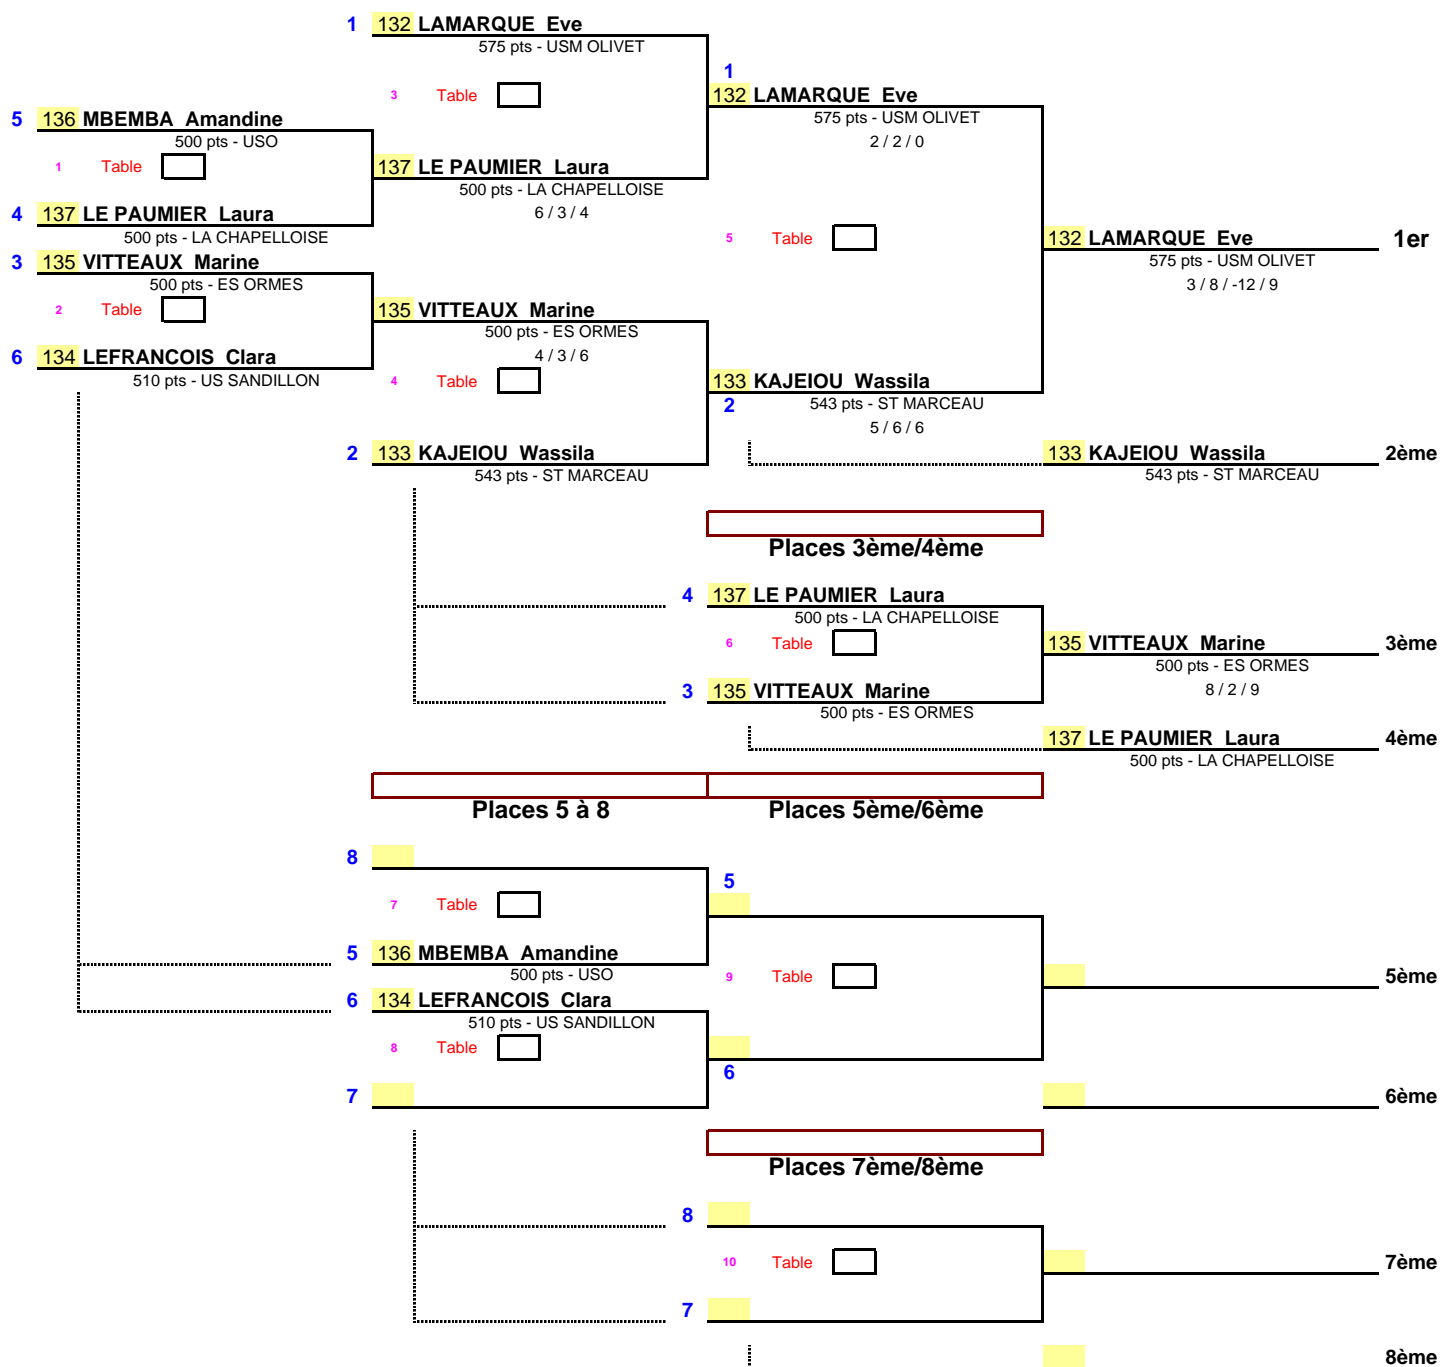 1 132 LAMARQUE Eve
575 pts - USM OLIVET
1
3 Table
132 LAMARQUE Eve
5 136 MBEMBA Amandine
575 pts - USM OLIVET
500 pts - USO
2 / 2 / 0
1 Table
137 LE PAUMIER Laura
500 pts - LA CHAPELLOISE
4 137 LE PAUMIER Laura
6 / 3 / 4
500 pts - LA CHAPELLOISE
5 Table
132 LAMARQUE Eve 1er
3 135 VITTEAUX Marine
575 pts - USM OLIVET
500 pts - ES ORMES
3 / 8 / -12 / 9
2 Table
135 VITTEAUX Marine
500 pts - ES ORMES
6 134 LEFRANCOIS Clara
4 / 3 / 6
510 pts - US SANDILLON
4 Table
133 KAJEIOU Wassila
2
543 pts - ST MARCEAU
5 / 6 / 6
2 133 KAJEIOU Wassila
133 KAJEIOU Wassila 2ème
543 pts - ST MARCEAU
543 pts - ST MARCEAU
Places 3ème/4ème
4 137 LE PAUMIER Laura
500 pts - LA CHAPELLOISE
6 Table
135 VITTEAUX Marine 3ème
500 pts - ES ORMES
8 / 2 / 9
3 135 VITTEAUX Marine
500 pts - ES ORMES
137 LE PAUMIER Laura 4ème
500 pts - LA CHAPELLOISE
Places 5 à 8
Places 5ème/6ème
8
5
7 Table
5 136 MBEMBA Amandine
500 pts - USO
9 Table
5ème
6 134 LEFRANCOIS Clara
510 pts - US SANDILLON
8 Table
6
7
6ème
Places 7ème/8ème
8
10 Table
7ème
7
8ème